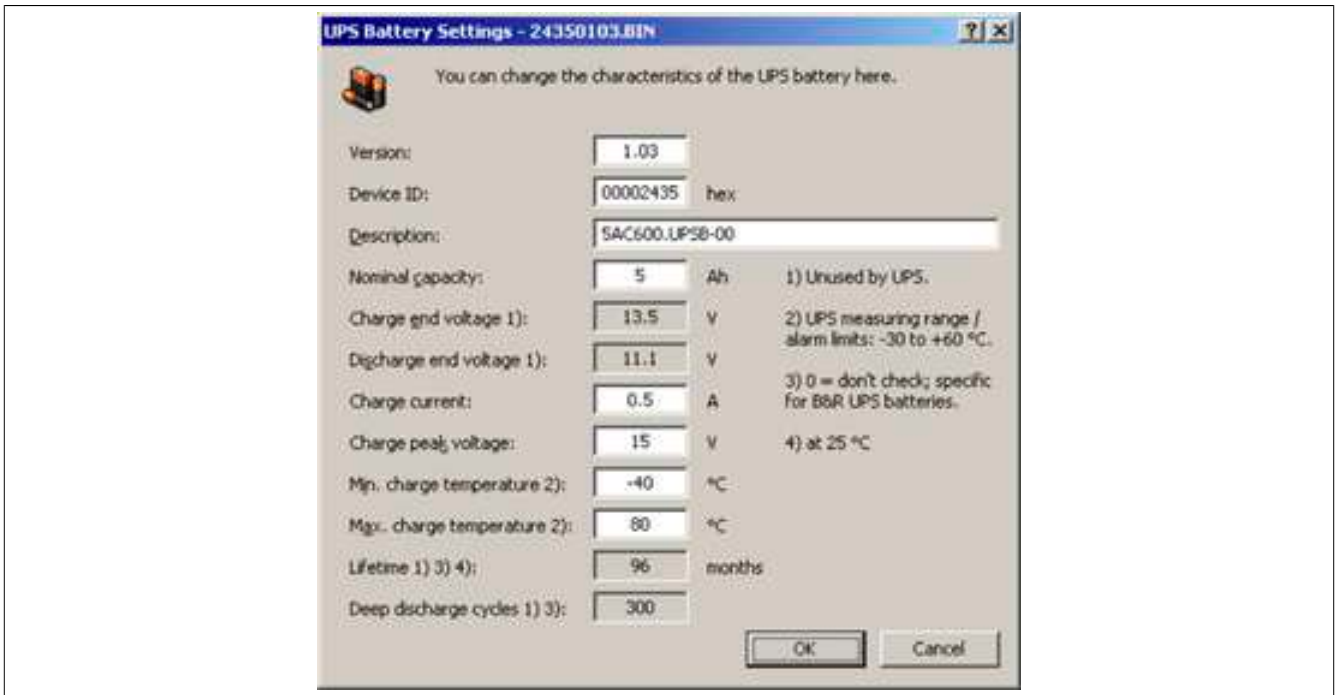 UPS Battery Settings - 24350103.BIN
You can change the characteristics of the UPS battery here.
Version: 1.03
Device ID: 00002435 hex
Description: 5AC600.UPSB-00
Nominal capacity: 5 Ah 1) Unused by UPS.
Charge end voltage 1): 13.5 V 2) UPS measuring range /
alarm limits: -30 to +60 °C.
Discharge end voltage 1): 11.1 V
3) 0 = don't check; specific
Charge current: 0.5 A for B&R UPS batteries.
Charge peak voltage: 15 V 4) at 25 °C
Min. charge temperature 2): -40 °C
Max. charge temperature 2): 80 °C
Lifetime 1) 3) 4): 96 months
Deep discharge cycles 1) 3): 300
OK Cancel